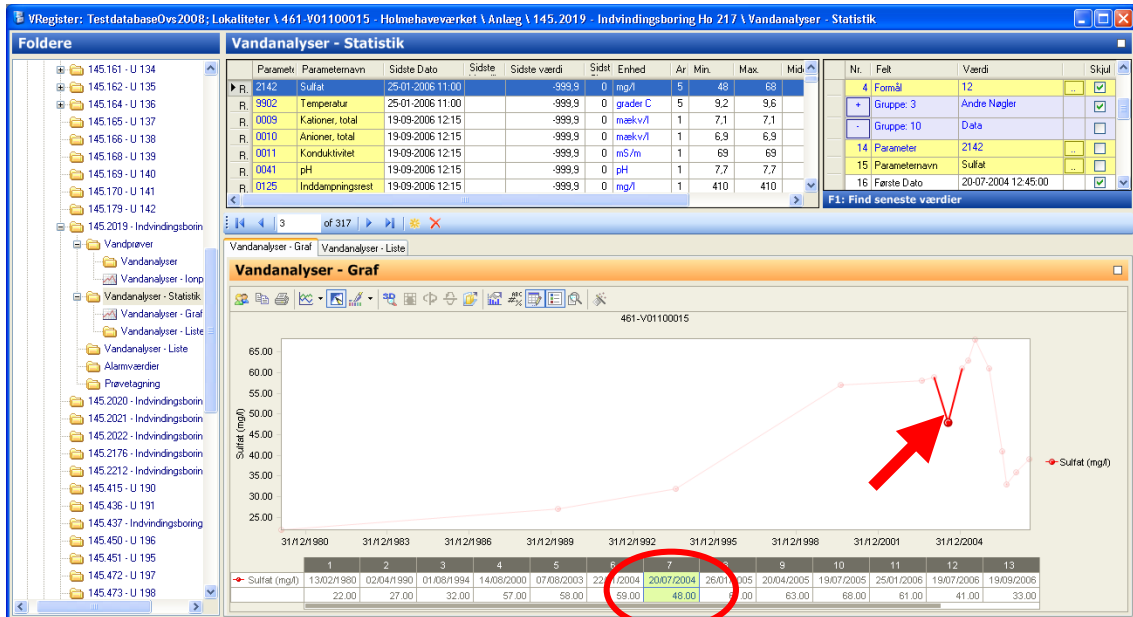 VRegister: TestdatabaseOvs2008; Lokaliteter \ 461-V01100015 - Holmehaveværket \ Anlæg \ 145.2019 - Indvindingsboring Ho 217 \ Vandanalyser - Statistik
Foldere
145.161 - U 134
145.162 - U 135
145.164 - U 136
145.165 - U 137
145.166 - U 138
145.168 - U 139
145.169 - U 140
145.170 - U 141
145.179 - U 142
145.2019 - Indvindingsborin
Vandprøver
Vandanalyser
Vandanalyser - Ionp
Vandanalyser - Statistik
Vandanalyser - Graf
Vandanalyser - Liste
Vandanalyser - Liste
Alarmværdier
Prøvetagning
145.2020 - Indvindingsborin
145.2021 - Indvindingsborin
145.2022 - Indvindingsborin
145.2176 - Indvindingsborin
145.2212 - Indvindingsborin
145.415 - U 190
145.436 - U 191
145.437 - Indvindingsboring
145.450 - U 196
145.451 - U 195
145.472 - U 197
145.473 - U 198
Vandanalyser - Statistik
Paramete Parameternavn Sidste Dato Sidste Sidste værdi Sidst Enhed Ar Min. Max. Midd
R. 2142 Sulfat 25-01-2006 11:00 -999,9 0 mg/l 5 48 68
R. 9902 Temperatur 25-01-2006 11:00 -999,9 0 grader C 5 9,2 9,6
R. 0009 Kationer, total 19-09-2006 12:15 -999,9 0 mækv/l 1 7,1 7,1
R. 0010 Anioner, total 19-09-2006 12:15 -999,9 0 mækv/l 1 6,9 6,9
R. 0011 Konduktivitet 19-09-2006 12:15 -999,9 0 mS/m 1 69 69
R. 0041 pH 19-09-2006 12:15 -999,9 0 pH 1 7,7 7,7
R. 0125 Inddampningsrest 19-09-2006 12:15 -999,9 0 mg/l 1 410 410
Nr. Felt Værdi Skjul
4 Formål 12 ..
+ Gruppe: 3 Andre Nøgler
- Gruppe: 10 Data
14 Parameter 2142 ..
15 Parameternavn Sulfat ..
16 Første Dato 20-07-2004 12:45:00
F1: Find seneste værdier
3 of 317
Vandanalyser - Graf Vandanalyser - Liste
Vandanalyser - Graf
461-V01100015
Sulfat (mg/l)
65.00
60.00
55.00
50.00
45.00
40.00
35.00
30.00
25.00
31/12/1980 31/12/1983 31/12/1986 31/12/1989 31/12/1992 31/12/1995 31/12/1998 31/12/2001 31/12/2004
Sulfat (mg/l)
1 2 3 4 5 6 7 9 10 11 12 13
Sulfat (mg/l) 13/02/1980 02/04/1990 01/08/1994 14/08/2000 07/08/2003 20/07/2004 20/04/2005 19/07/2005 25/01/2006 19/07/2006 19/09/2006
22.00 27.00 32.00 57.00 58.00 59.00 48.00 63.00 68.00 61.00 41.00 33.00